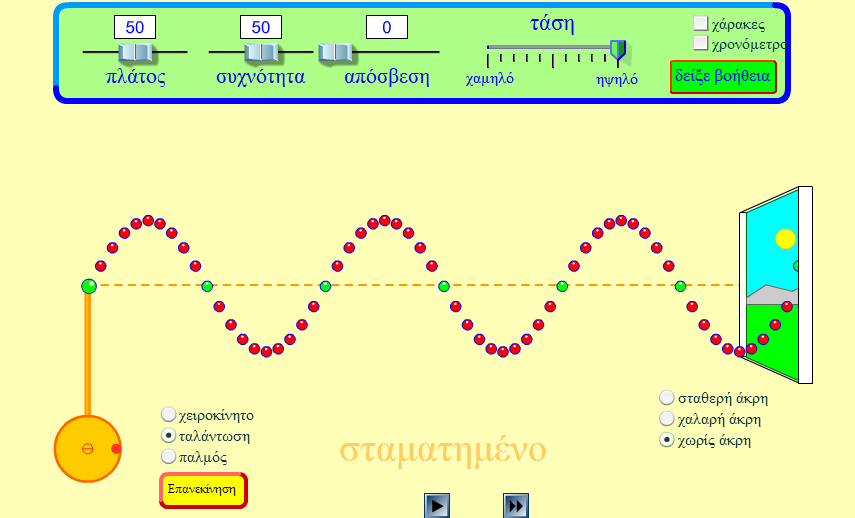 50 50 0
πλάτος συχνότητα απόσβεση
τάση
χαμηλό ηψηλό
χάρακες
χρονόμετρο
δείξε βοήθεια
χειροκίνητο
ταλάντωση
παλμός
Επανεκίνηση
σταματημένο
σταθερή άκρη
χαλαρή άκρη
χωρίς άκρη